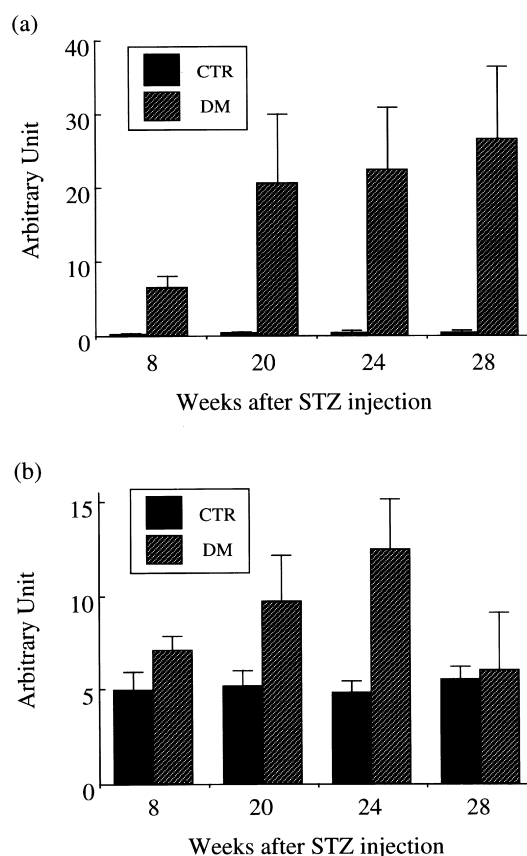 (a)
40
30
20
10
0
Arbitrary Unit
CTR
DM
8 20 24 28
Weeks after STZ injection
(b)
15
10
5
0
Arbitrary Unit
CTR
DM
8 20 24 28
Weeks after STZ injection